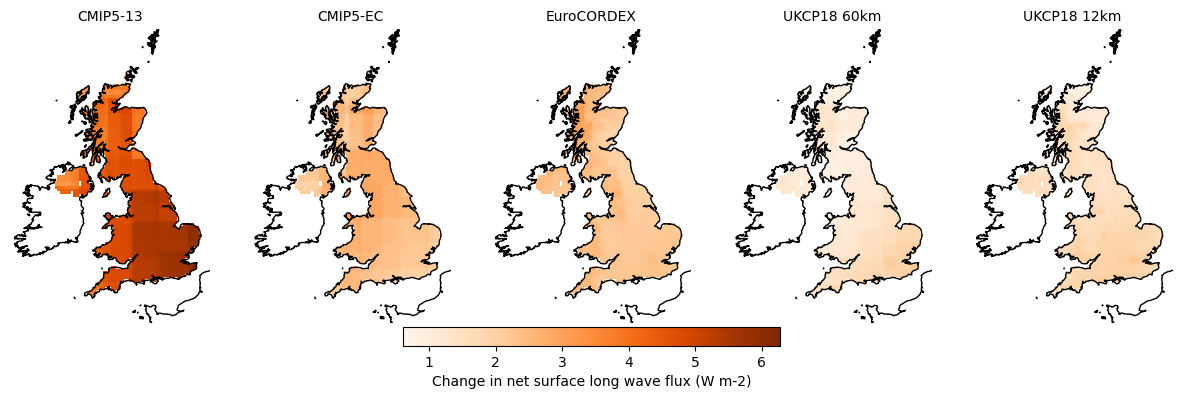 CMIP5-13 CMIP5-EC EuroCORDEX UKCP18 60km UKCP18 12km
1 2 3 4 5 6
Change in net surface long wave flux (W m-2)